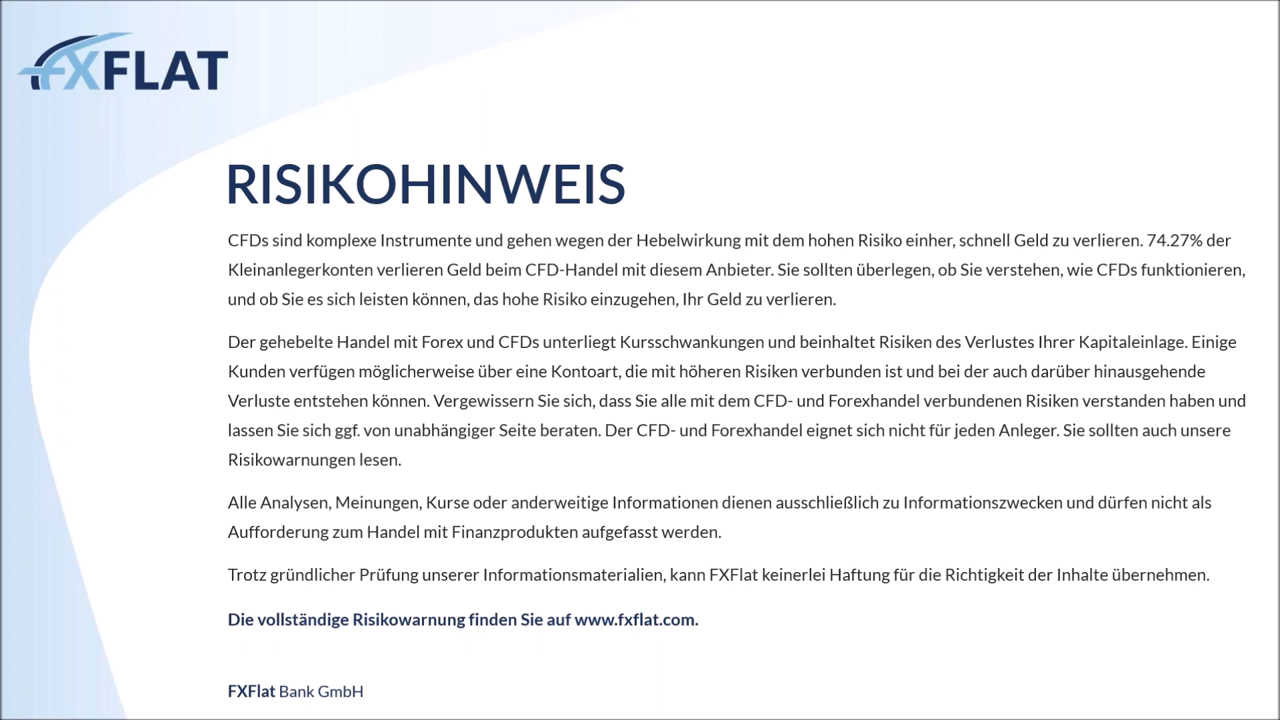 FXFLAT
RISIKOHINWEIS
CFDs sind komplexe Instrumente und gehen wegen der Hebelwirkung mit dem hohen Risiko einher, schnell Geld zu verlieren. 74.27% der
Kleinanlegerkonten verlieren Geld beim CFD-Handel mit diesem Anbieter. Sie sollten überlegen, ob Sie verstehen, wie CFDs funktionieren,
und ob Sie es sich leisten können, das hohe Risiko einzugehen, Ihr Geld zu verlieren.
Der gehebelte Handel mit Forex und CFDs unterliegt Kursschwankungen und beinhaltet Risiken des Verlustes Ihrer Kapitaleinlage. Einige
Kunden verfügen möglicherweise über eine Kontoart, die mit höheren Risiken verbunden ist und bei der auch darüber hinausgehende
Verluste entstehen können. Vergewissern Sie sich, dass Sie alle mit dem CFD- und Forexhandel verbundenen Risiken verstanden haben und
lassen Sie sich ggf. von unabhängiger Seite beraten. Der CFD- und Forexhandel eignet sich nicht für jeden Anleger. Sie sollten auch unsere
Risikowarnungen lesen.
Alle Analysen, Meinungen, Kurse oder anderweitige Informationen dienen ausschließlich zu Informationszwecken und dürfen nicht als
Aufforderung zum Handel mit Finanzprodukten aufgefasst werden.
Trotz gründlicher Prüfung unserer Informationsmaterialien, kann FXFlat keinerlei Haftung für die Richtigkeit der Inhalte übernehmen.
Die vollständige Risikowarnung finden Sie auf www.fxflat.com.
FXFlat Bank GmbH